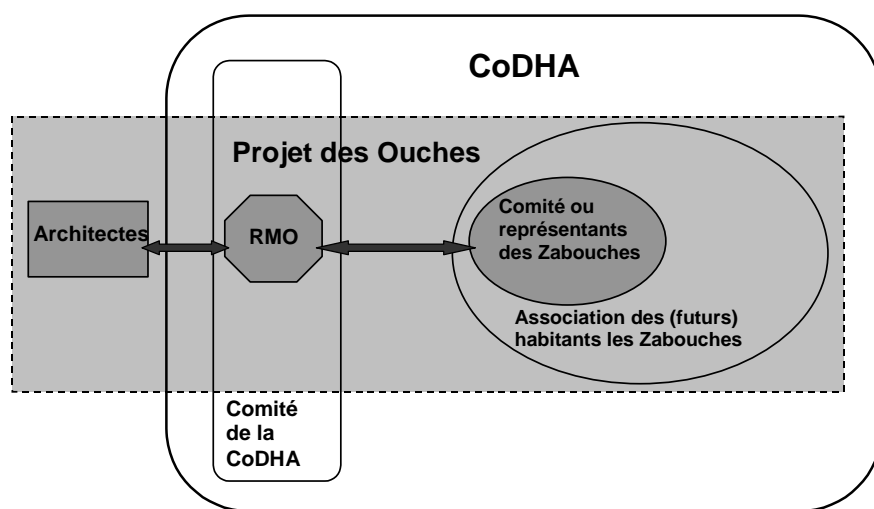 CoDHA
Projet des Ouches
Architectes
RMO
Comité ou
représentants
des Zabouches
Association des (futurs)
habitants les Zabouches
Comité
de la
CoDHA